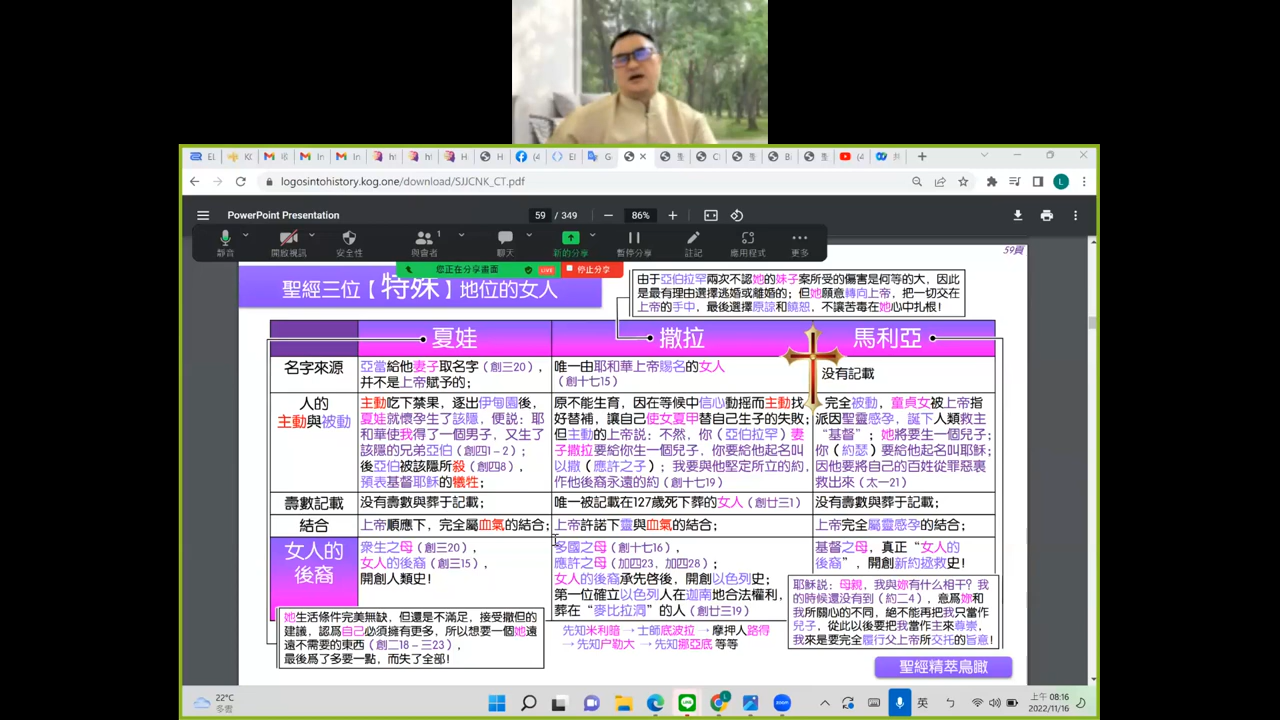 logosintohistory.kog.one/download/SJJCNK_CT.pdf
PowerPoint Presentation
59 / 349
86%
靜音
開啟視訊
安全性
1
與會者
聊天
新的分享
暫停分享
註記
應用程式
更多
您正在分享畫面
LIVE
停止分享
59頁
聖經三位【特殊】地位的女人
由于亞伯拉罕兩次不認她的妹子案所受的傷害是何等的大，因此
是最有理由選擇逃婚或離婚的；但她願意轉向上帝，把一切交在
上帝的手中，最後選擇原諒和饒恕，不讓苦毒在她心中扎根！
夏娃
撒拉
馬利亞
名字來源
亞當給他妻子取名字（創三20），
并不是上帝賦予的；
唯一由耶和華上帝賜名的女人
（創十七15）
没有記載
人的
主動與被動
主動吃下禁果，逐出伊甸園後，
夏娃就懷孕生了該隱，便説：耶
和華使我得了一個男子，又生了
該隱的兄弟亞伯（創四1－2）；
後亞伯被該隱所殺（創四8），
預表基督耶穌的犧牲；
原不能生育，因在等候中信心動摇而主動找
好替補，讓自己使女夏甲替自己生子的失敗；
但主動的上帝説：不然，你（亞伯拉罕）妻
子撒拉要給你生一個兒子，你要給他起名叫
以撒（應許之子）；我要與他堅定所立的約，
作他後裔永遠的約（創十七19）
完全被動，童貞女被上帝指
派因聖靈感孕，誕下人類救主
“基督”；她將要生一個兒子；
你（約瑟）要給他起名叫耶穌；
因他要將自己的百姓從罪惡裏
救出來（太一21）
壽數記載
没有壽數與葬于記載；
唯一被記載在127歲死下葬的女人（創廿三1）
没有壽數與葬于記載；
結合
上帝順應下，完全屬血氣的結合；
上帝許諾下靈與血氣的結合；
上帝完全屬靈感孕的結合；
女人的
後裔
衆生之母（創三20），
女人的後裔（創三15），
開創人類史！
多國之母（創十七16），
應許之母（加四23，加四28）；
女人的後裔承先啓後，開創以色列史；
第一位確立以色列人在迦南地合法權利，
葬在“麥比拉洞”的人（創廿三19）
基督之母，真正“女人的
後裔”，開創新約拯救史！
她生活條件完美無缺，但還是不滿足，接受撒但的
建議，認爲自己必須擁有更多，所以想要一個她遠
遠不需要的東西（創二18－三23），
最後爲了多要一點，而失了全部！
先知米利暗 → 士師底波拉 → 摩押人路得
→ 先知户勒大 → 先知挪亞底 等等
耶穌説：母親，我與妳有什么相干？我
的時候還没有到（約二4），意爲妳和
我所關心的不同，絕不能再把我只當作
兒子，從此以後要把我當作主來尊崇，
我來是要完全履行父上帝所交托的旨意！
聖經精萃鳥瞰
22°C
多雲
英
上午 08:16
2022/11/16